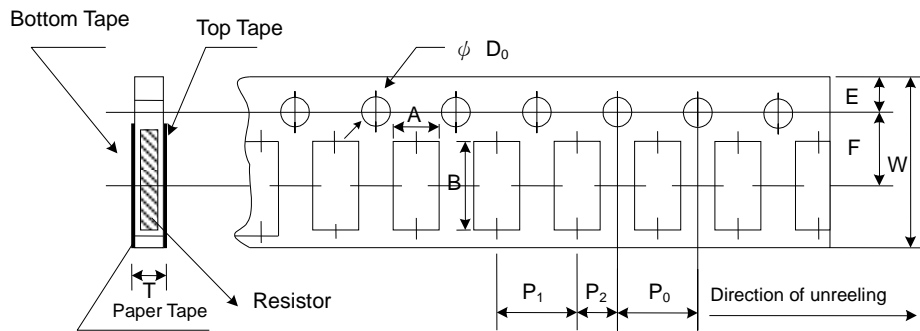 Bottom Tape
Top Tape
ϕ D₀
A
B
E
F
W
T
Paper Tape
Resistor
P₁
P₂
P₀
Direction of unreeling